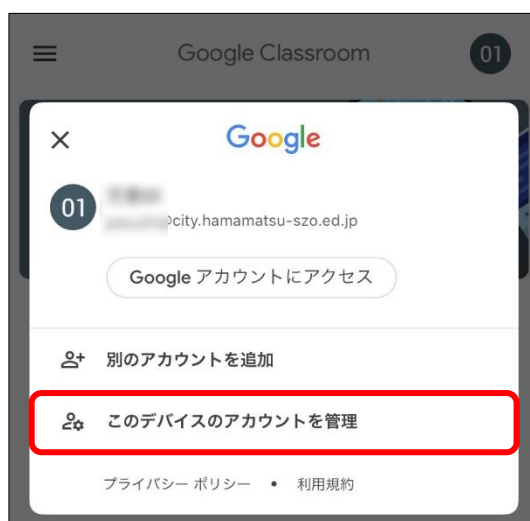 Google Classroom
01
Google
01
@city.hamamatsu-szo.ed.jp
Google アカウントにアクセス
別のアカウントを追加
このデバイスのアカウントを管理
プライバシー ポリシー • 利用規約